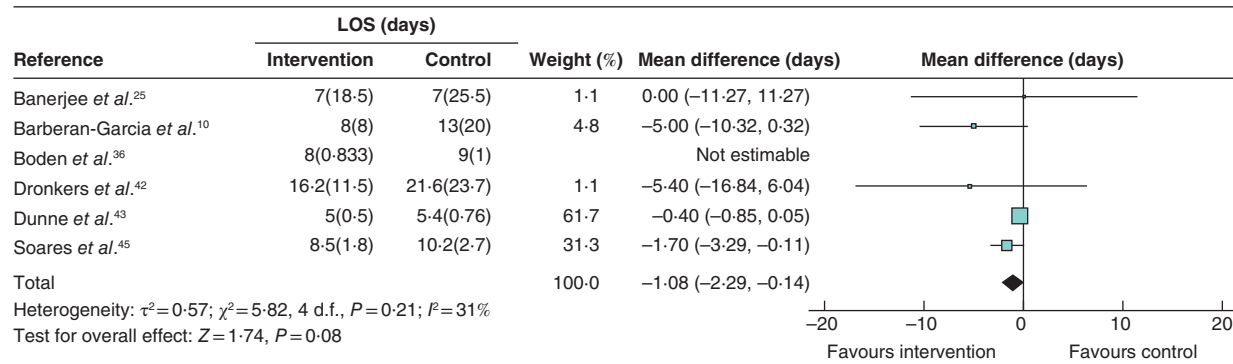 LOS (days)
Reference Intervention Control Weight (%) Mean difference (days) Mean difference (days)
Banerjee et al.²⁵ 7(18·5) 7(25·5) 1·1 0·00 (–11·27, 11·27)
Barberan-Garcia et al.¹⁰ 8(8) 13(20) 4·8 –5·00 (–10·32, 0·32)
Boden et al.³⁶ 8(0·833) 9(1) Not estimable
Dronkers et al.⁴² 16·2(11·5) 21·6(23·7) 1·1 –5·40 (–16·84, 6·04)
Dunne et al.⁴³ 5(0·5) 5·4(0·76) 61·7 –0·40 (–0·85, 0·05)
Soares et al.⁴⁵ 8·5(1·8) 10·2(2·7) 31·3 –1·70 (–3·29, –0·11)
Total 100·0 –1·08 (–2·29, –0·14)
Heterogeneity: τ²=0·57; χ²=5·82, 4 d.f., P=0·21; I²=31%
Test for overall effect: Z=1·74, P=0·08
–20 –10 0 10 20
Favours intervention Favours control